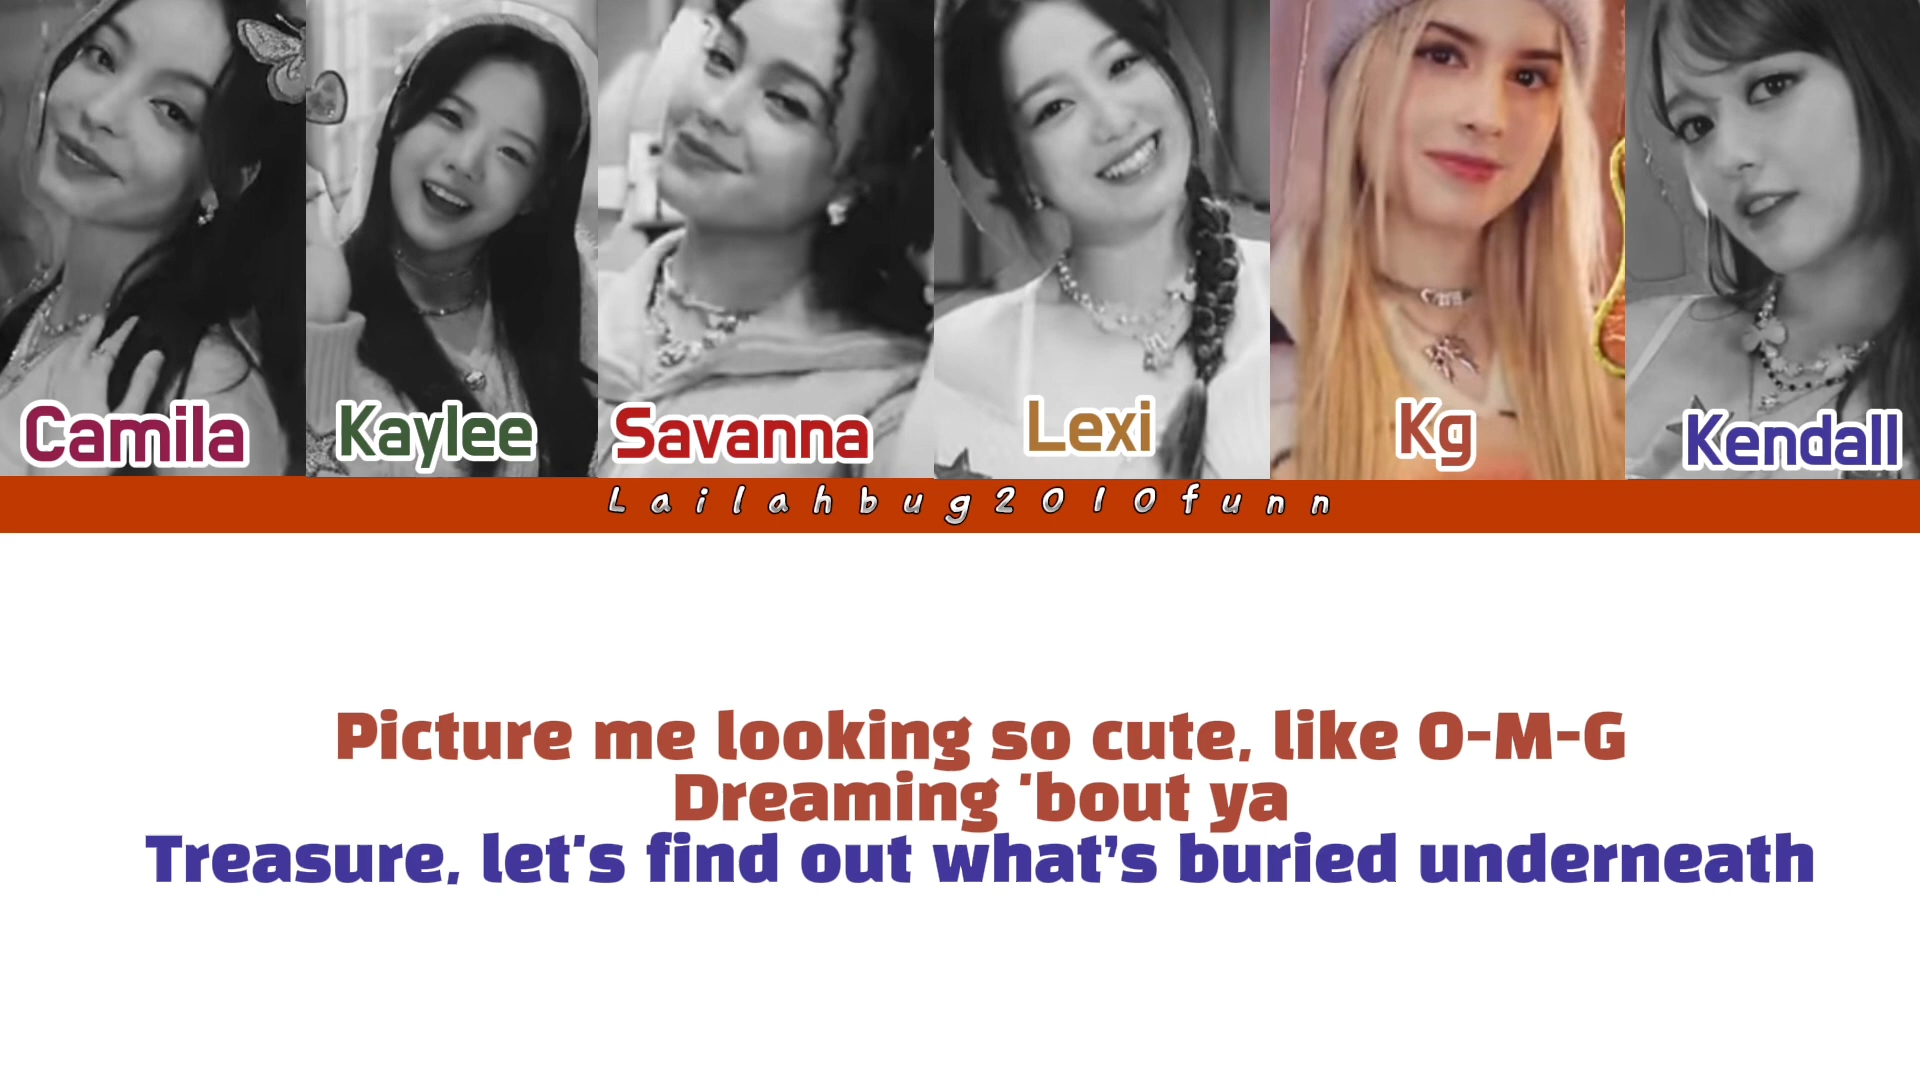 Camila
Kaylee
Savanna
Lexi
Kg
Kendall
Lailahbug2010funn
Picture me looking so cute, like O-M-G
Dreaming 'bout ya
Treasure, let's find out what’s buried underneath